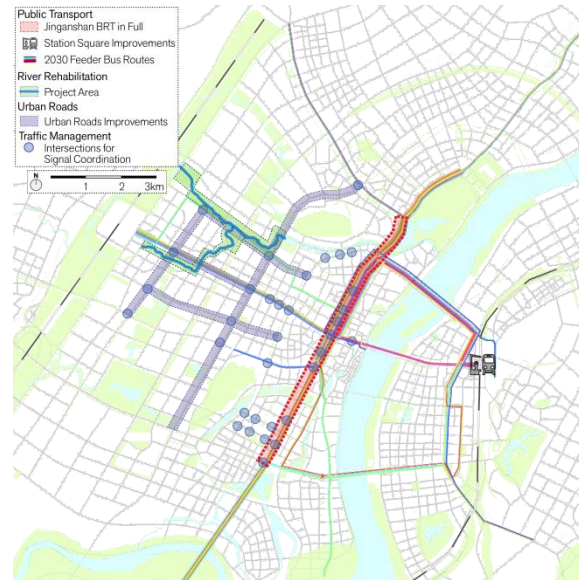 Public Transport
Jinganshan BRT in Full
Station Square Improvements
2030 Feeder Bus Routes
River Rehabilitation
Project Area
Urban Roads
Urban Roads Improvements
Traffic Management
Intersections for
Signal Coordination
N
1 2 3km